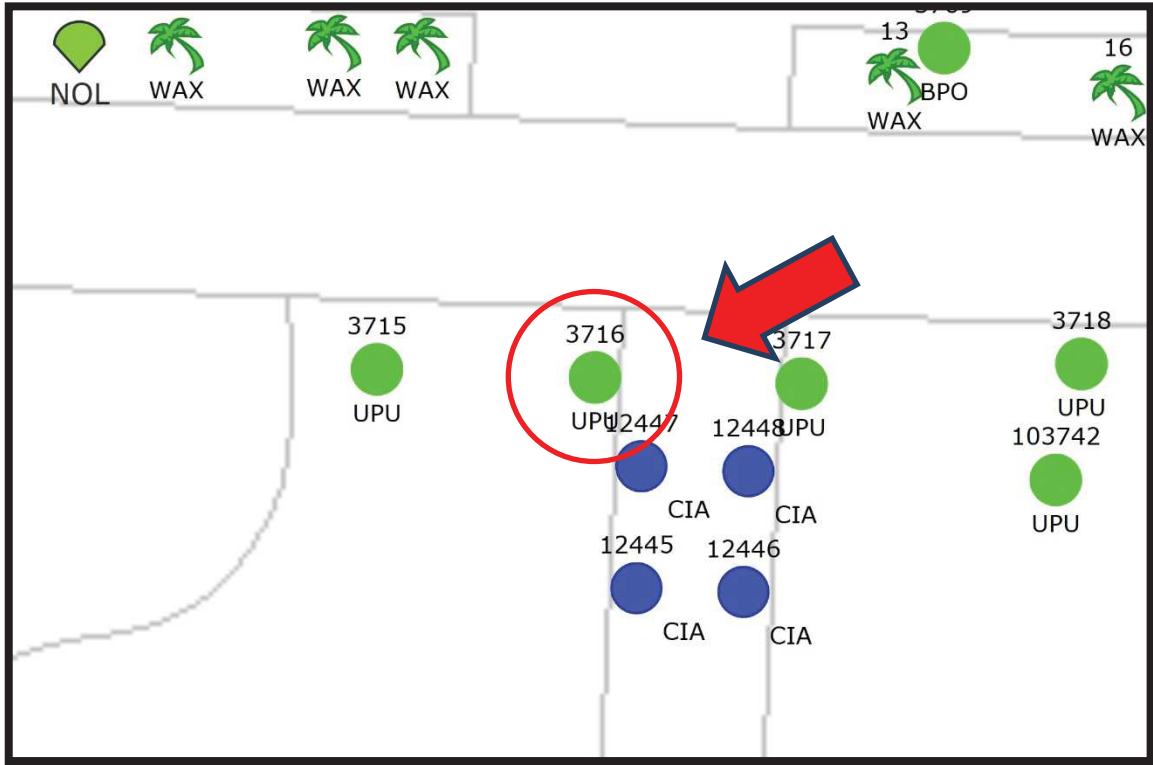 13
16
NOL
WAX
WAX
WAX
BPO
WAX
WAX
3715
3716
3717
3718
UPU
UPU
UPU
UPU
12447
12448
103742
CIA
CIA
UPU
12445
12446
CIA
CIA